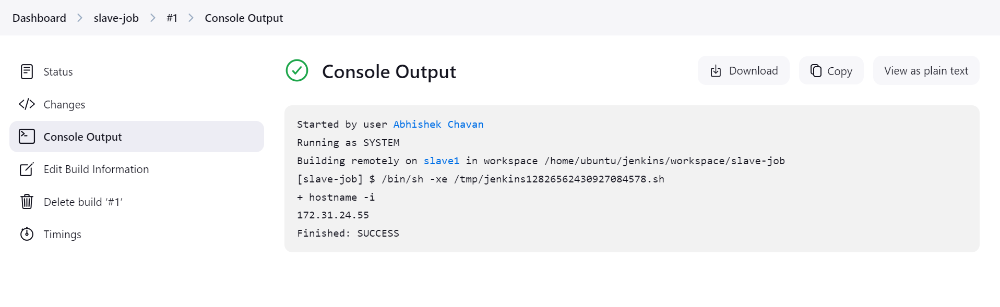 Dashboard > slave-job > #1 > Console Output
Status
Changes
Console Output
Edit Build Information
Delete build ‘#1’
Timings
Console Output
Download
Copy
View as plain text
Started by user Abhishek Chavan
Running as SYSTEM
Building remotely on slave1 in workspace /home/ubuntu/jenkins/workspace/slave-job
[slave-job] $ /bin/sh -xe /tmp/jenkins12826562430927084578.sh
+ hostname -i
172.31.24.55
Finished: SUCCESS